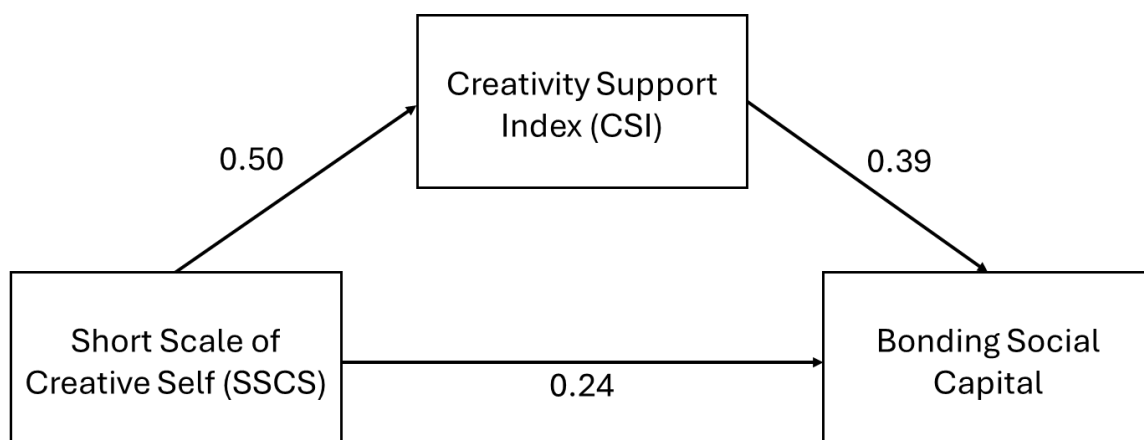 Creativity Support
Index (CSI)
0.50
0.39
Short Scale of
Creative Self (SSCS)
0.24
Bonding Social
Capital